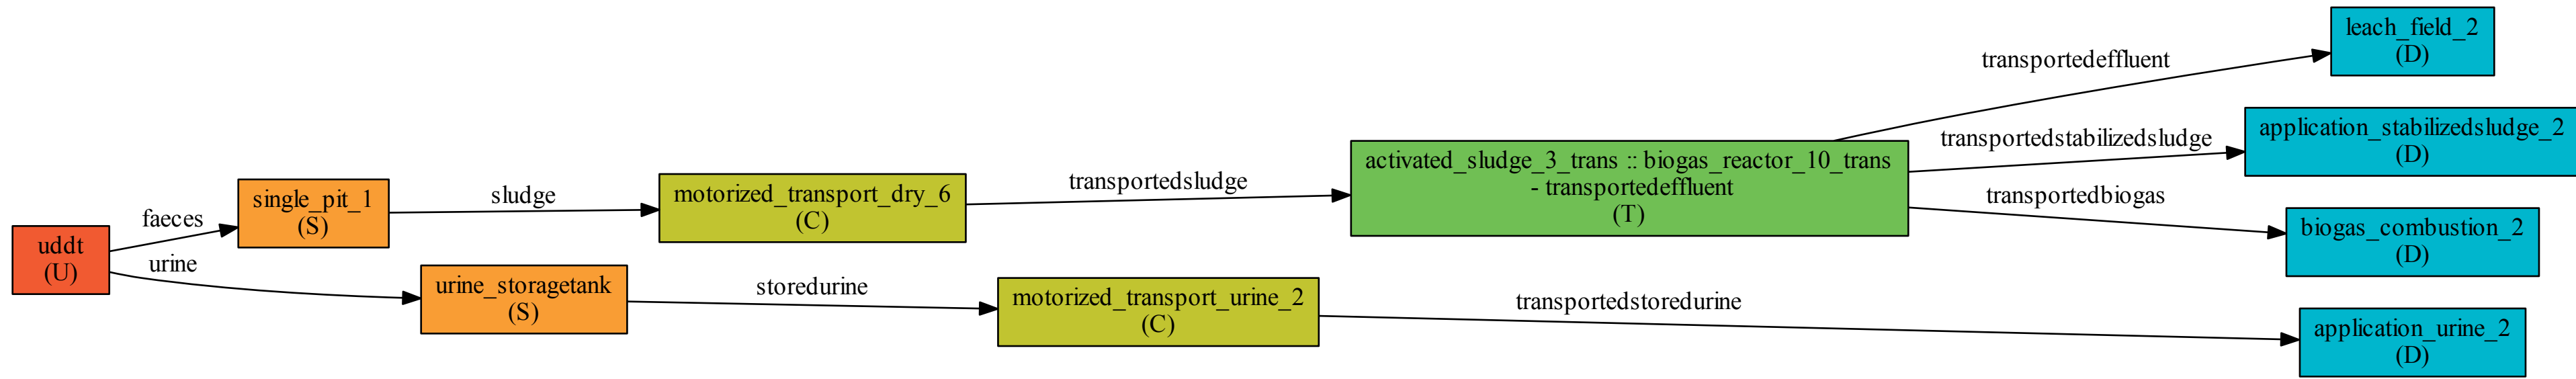 uddt
(U)
faeces
urine
single_pit_1
(S)
urine_storagetank
(S)
sludge
storedurine
motorized_transport_dry_6
(C)
motorized_transport_urine_2
(C)
transportedsludge
transportedstoredurine
activated_sludge_3_trans :: biogas_reactor_10_trans
- transportedeffluent
(T)
transportedeffluent
transportedstabilizedsludge
transportedbiogas
leach_field_2
(D)
application_stabilizedsludge_2
(D)
biogas_combustion_2
(D)
application_urine_2
(D)